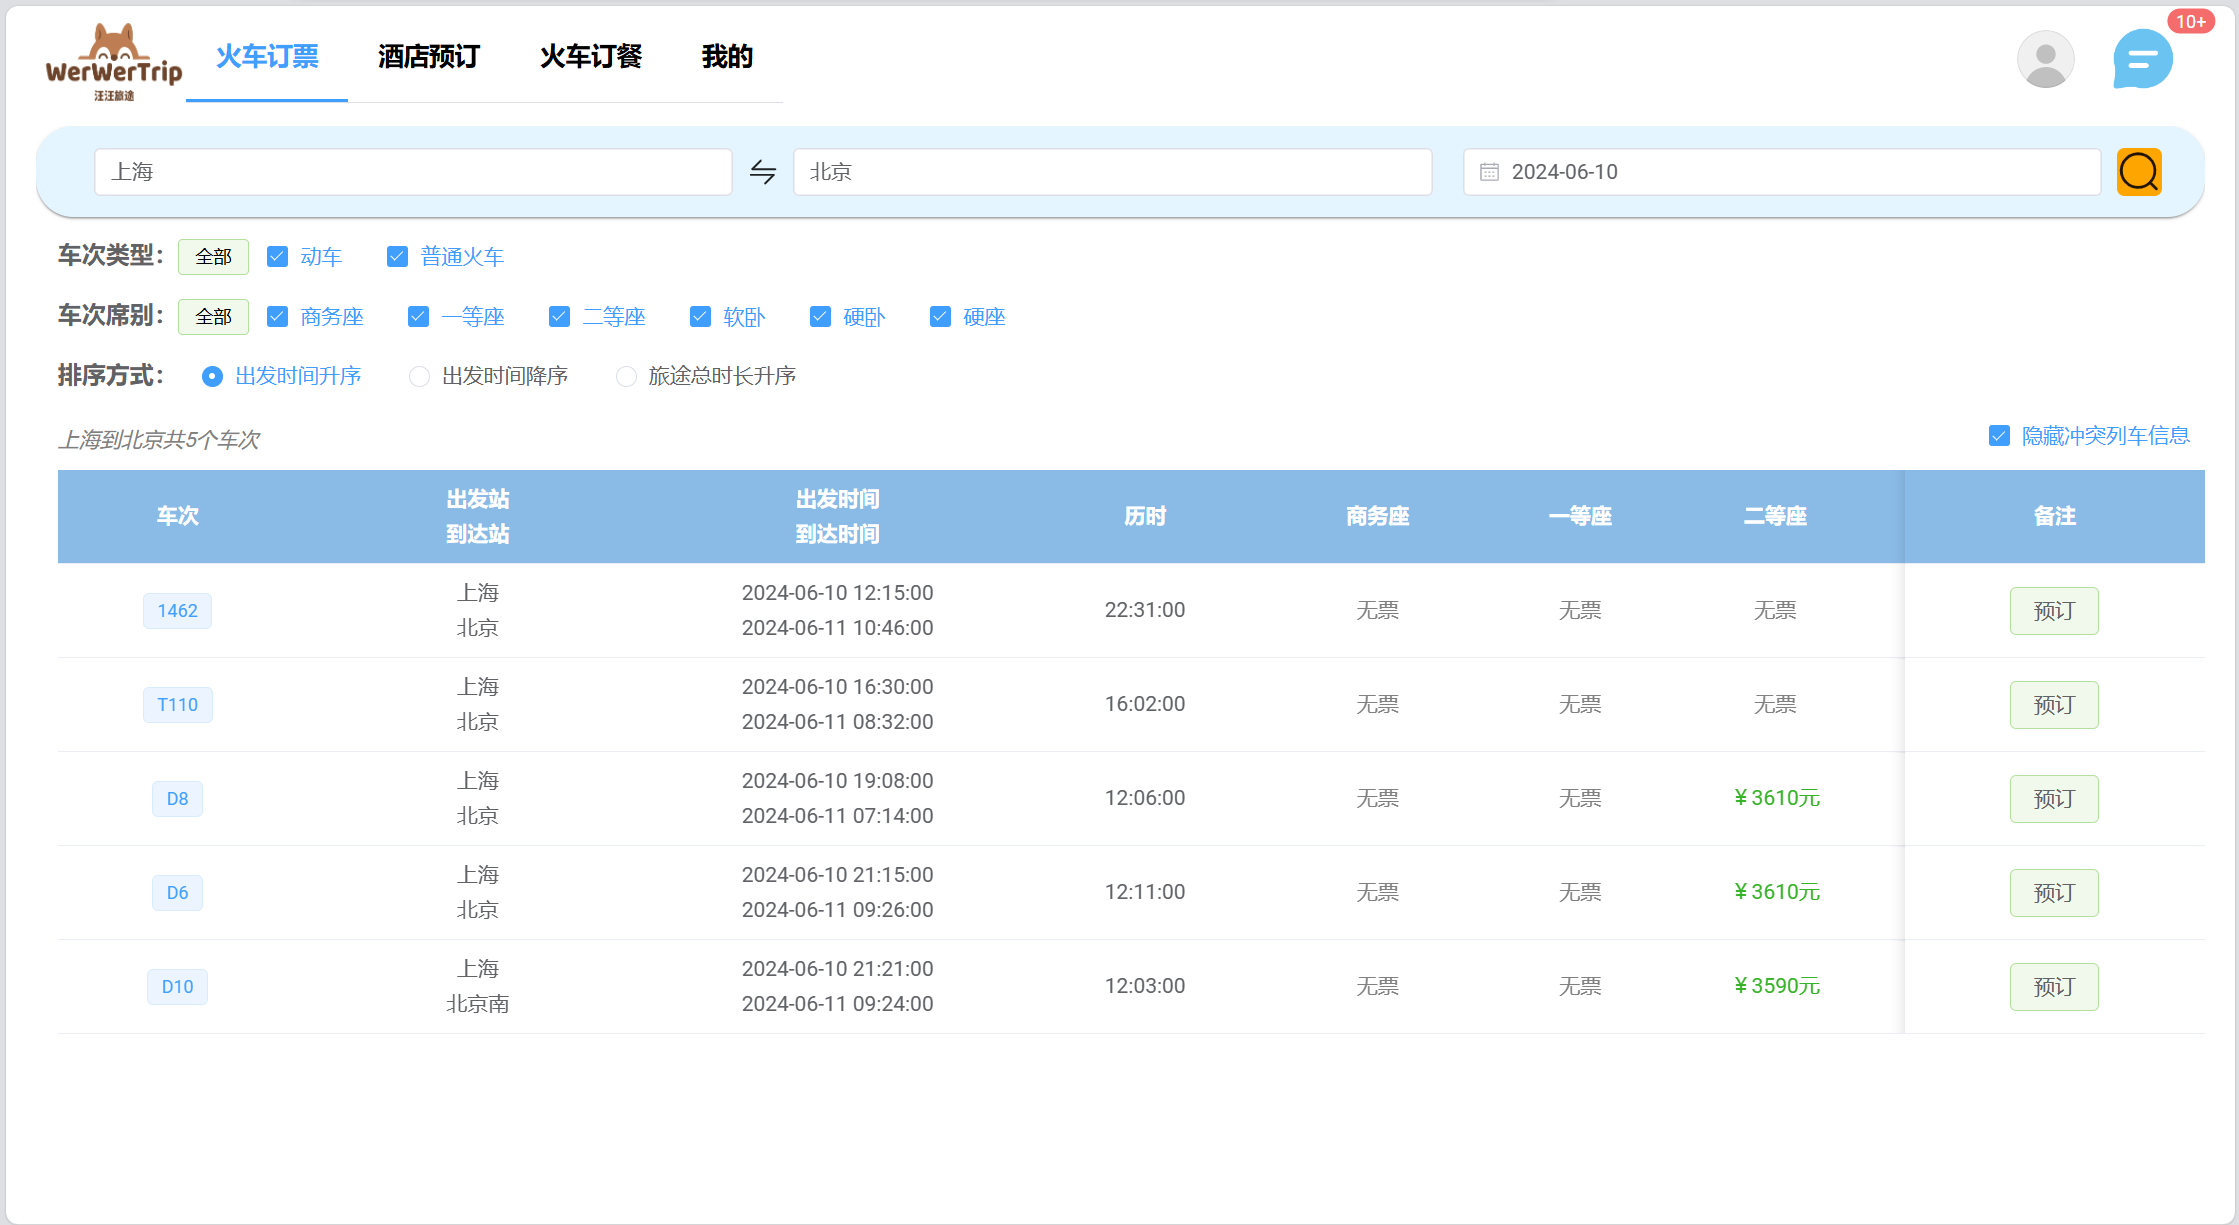 WerWerTrip
汪汪旅途
火车订票 酒店预订 火车订餐 我的
10+
上海 北京 2024-06-10
车次类型： 全部 动车 普通火车
车次席别： 全部 商务座 一等座 二等座 软卧 硬卧 硬座
排序方式： 出发时间升序 出发时间降序 旅途总时长升序
上海到北京共5个车次 隐藏冲突列车信息
车次 出发站 到达站 出发时间 到达时间 历时 商务座 一等座 二等座 备注
1462 上海 北京 2024-06-10 12:15:00 2024-06-11 10:46:00 22:31:00 无票 无票 无票 预订
T110 上海 北京 2024-06-10 16:30:00 2024-06-11 08:32:00 16:02:00 无票 无票 无票 预订
D8 上海 北京 2024-06-10 19:08:00 2024-06-11 07:14:00 12:06:00 无票 无票 ¥3610元 预订
D6 上海 北京 2024-06-10 21:15:00 2024-06-11 09:26:00 12:11:00 无票 无票 ¥3610元 预订
D10 上海 北京南 2024-06-10 21:21:00 2024-06-11 09:24:00 12:03:00 无票 无票 ¥3590元 预订